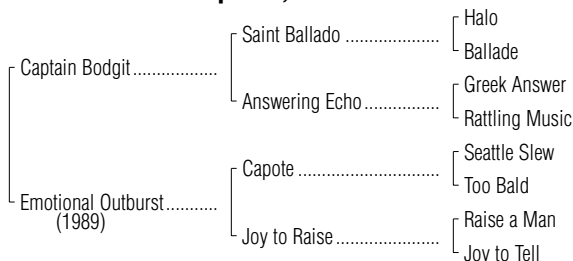 Halo
Saint Ballado ....................
Ballade
Captain Bodgit..................
Greek Answer
Answering Echo................
Rattling Music
Seattle Slew
Capote ..............................
Too Bald
Emotional Outburst...........
(1989)
Raise a Man
Joy to Raise......................
Joy to Tell